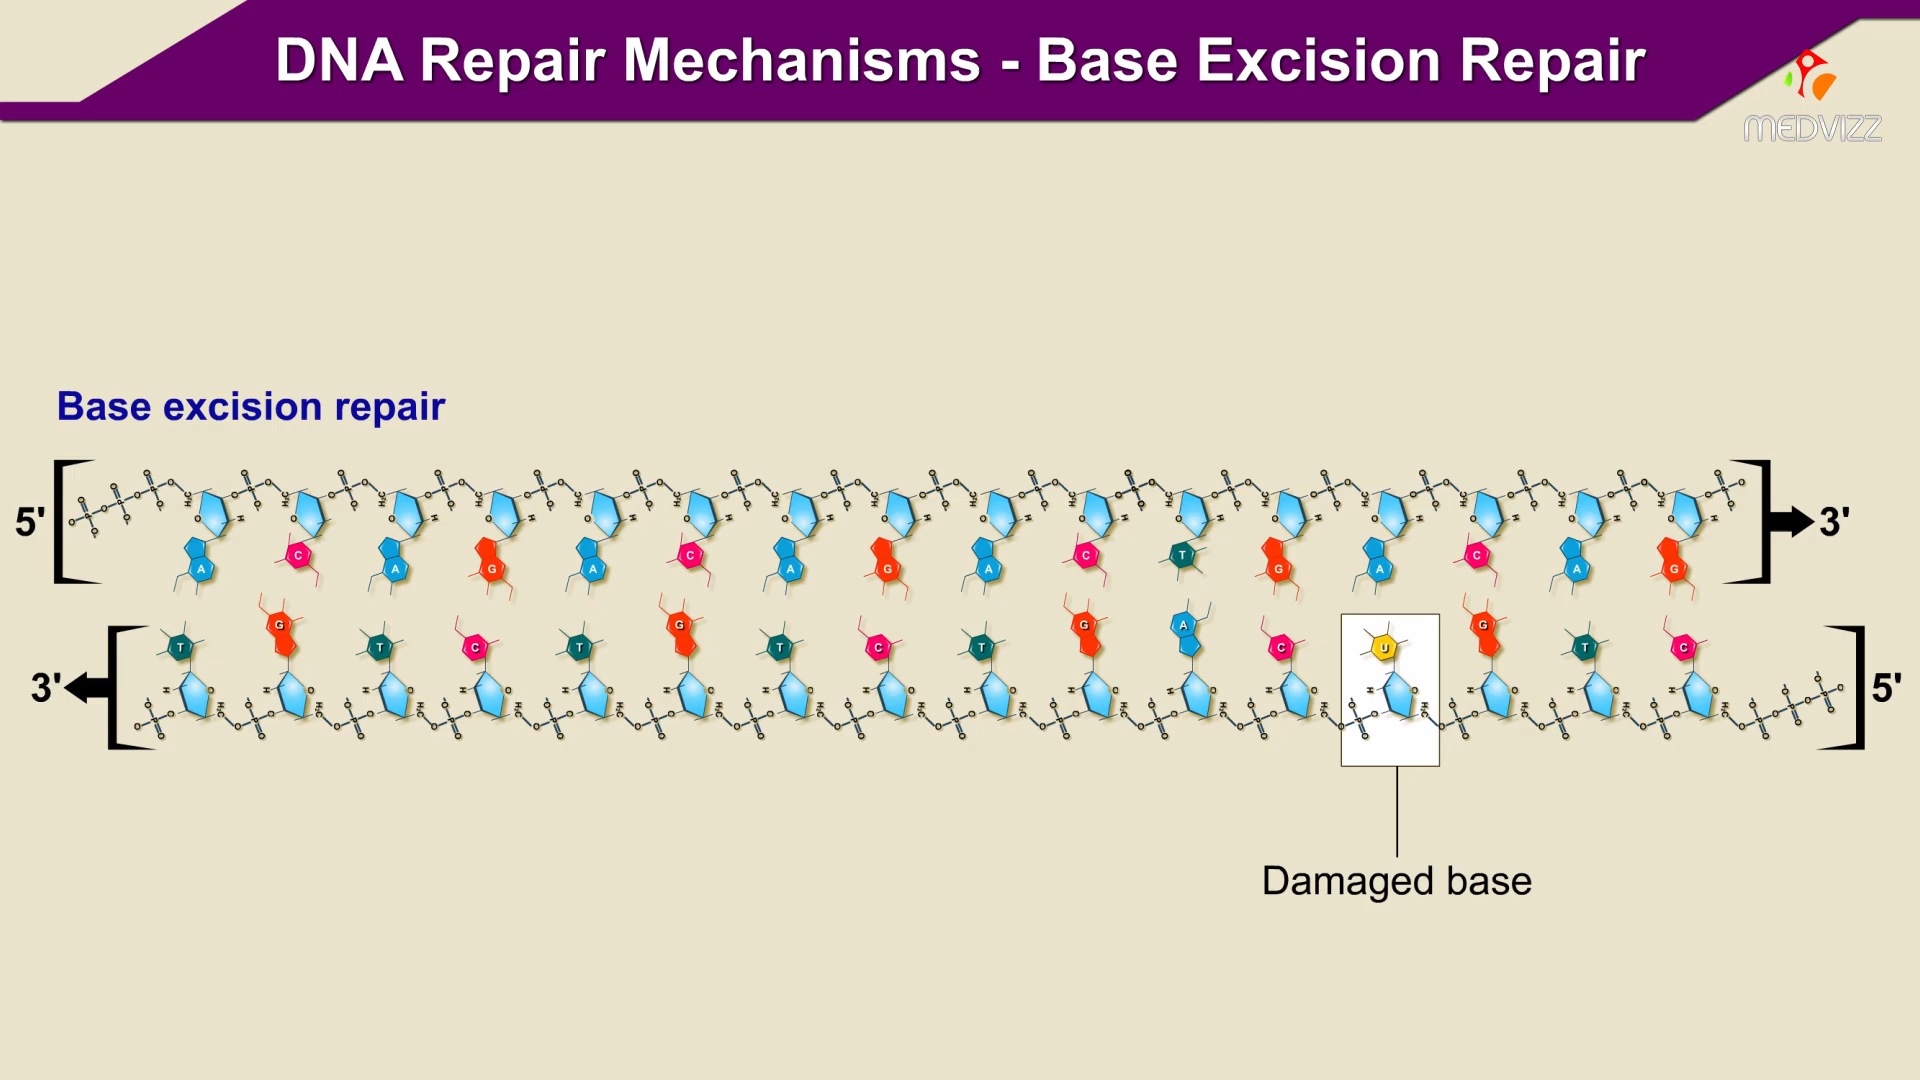 DNA Repair Mechanisms - Base Excision Repair
MEDVIZZ
Base excision repair
5' 3'
A C A G A C A G A C T G A C A G
T G T C T G T C T G A C U G T C
3' 5'
Damaged base